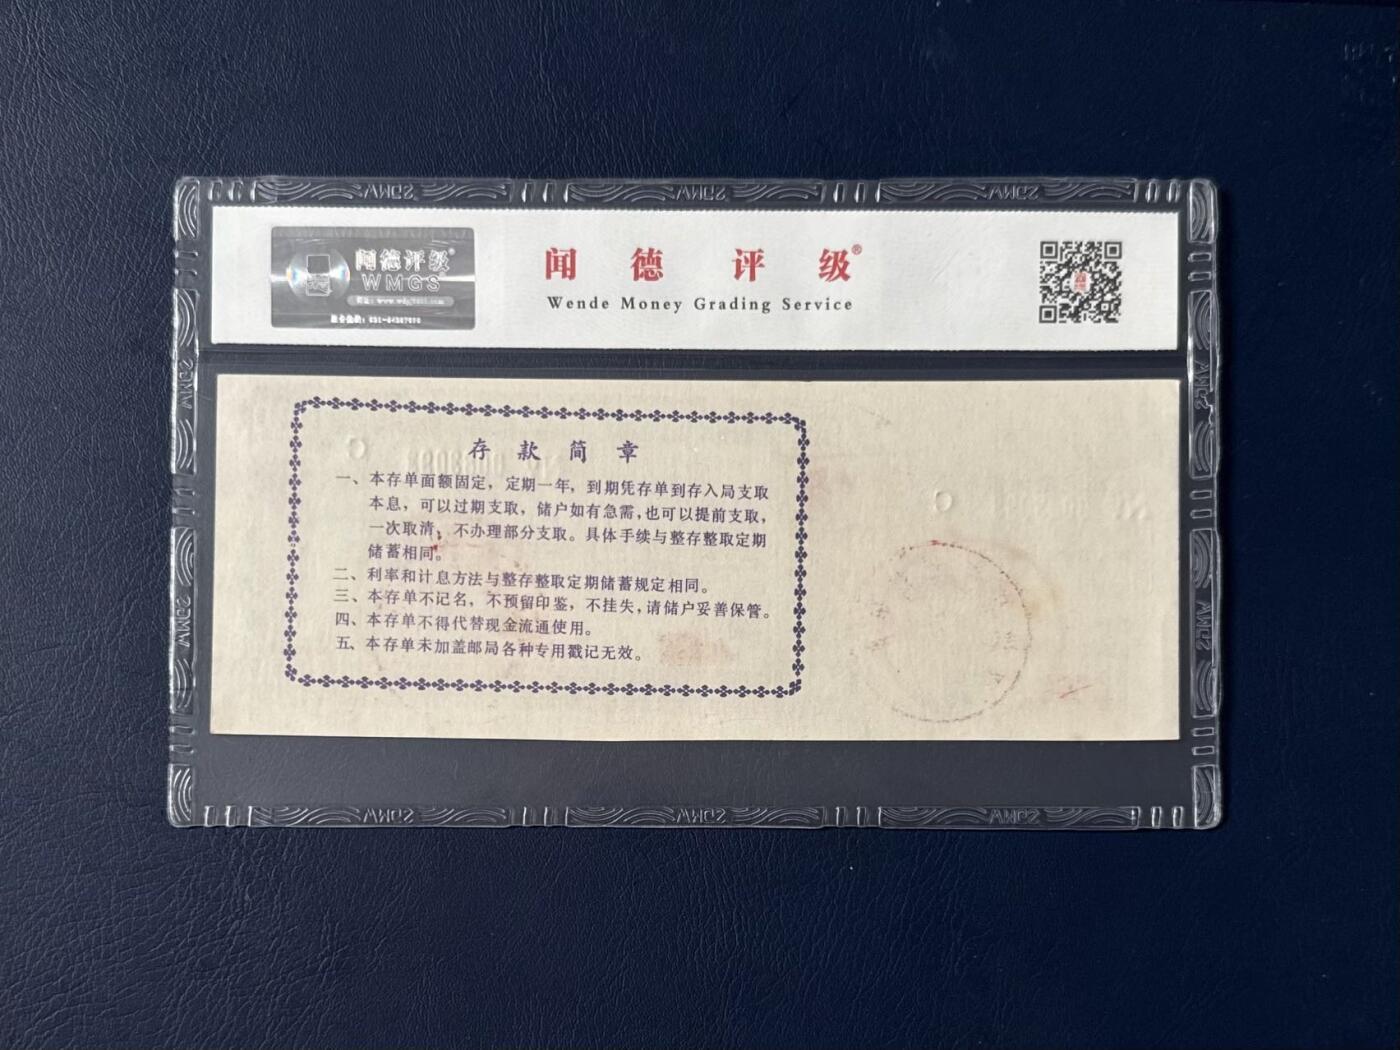 闻德评级®
WMGS
闻德评级®
Wende Money Grading Service
存款简章
一、本存单面额固定，定期一年，到期凭存单到存入局支取
本息，可以过期支取，储户如有急需，也可以提前支取，
一次取清，不办理部分支取。具体手续与整存整取定期
储蓄相同。
二、利率和计息方法与整存整取定期储蓄规定相同。
三、本存单不记名，不预留印鉴，不挂失，请储户妥善保管。
四、本存单不得代替现金流通使用。
五、本存单未加盖邮局各种专用戳记无效。